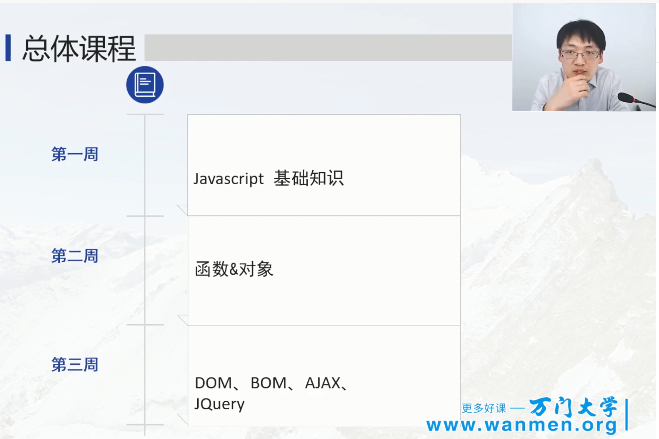 总体课程
第一周
Javascript 基础知识
第二周
函数&对象
第三周
DOM、BOM、AJAX、
JQuery
更多好课 — 万门大学
www.wanmen.org